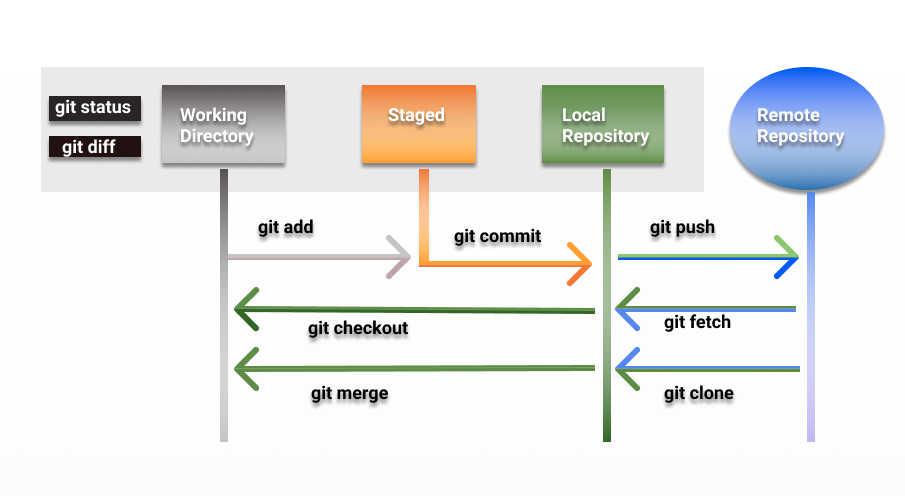 git status
git diff
Working
Directory
Staged
Local
Repository
Remote
Repository
git add
git commit
git push
git checkout
git fetch
git merge
git clone